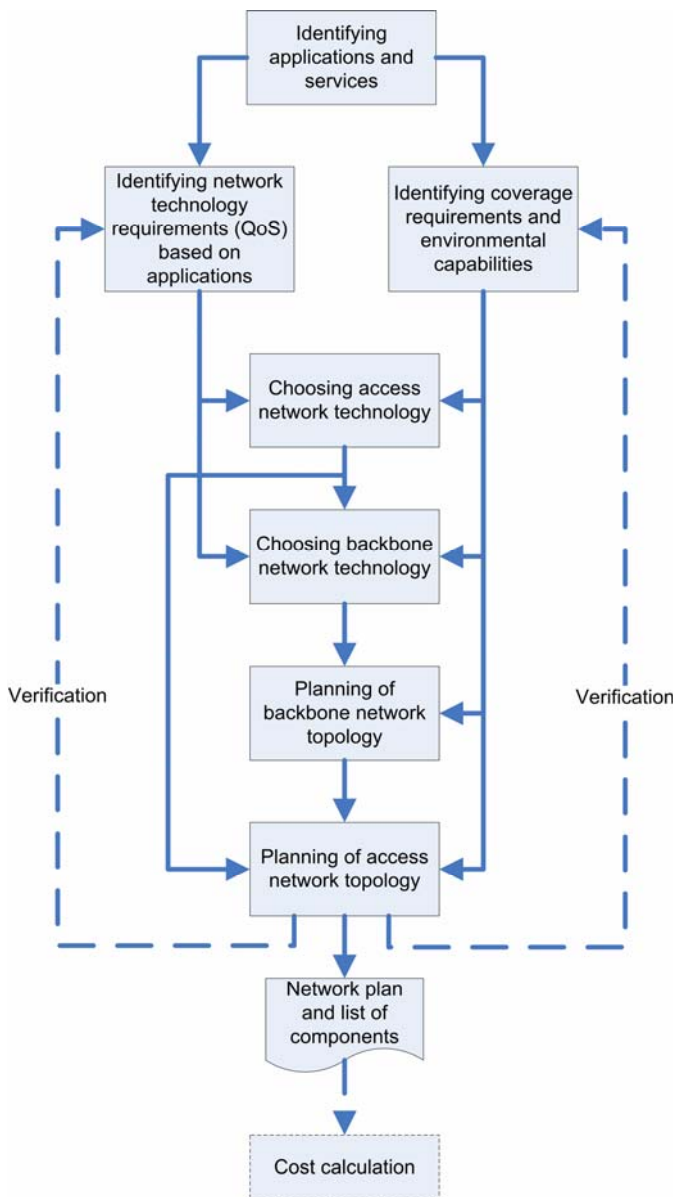 Identifying
applications and
services
Identifying network
technology
requirements (QoS)
based on
applications
Identifying coverage
requirements and
environmental
capabilities
Choosing access
network technology
Choosing backbone
network technology
Verification
Planning of
backbone network
topology
Verification
Planning of access
network topology
Network plan
and list of
components
Cost calculation